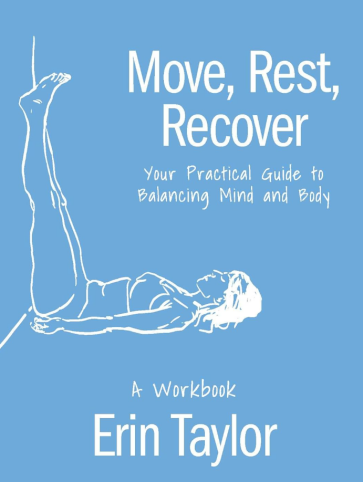 Move, Rest,
Recover
Your Practical Guide to
Balancing Mind and Body
A Workbook
Erin Taylor